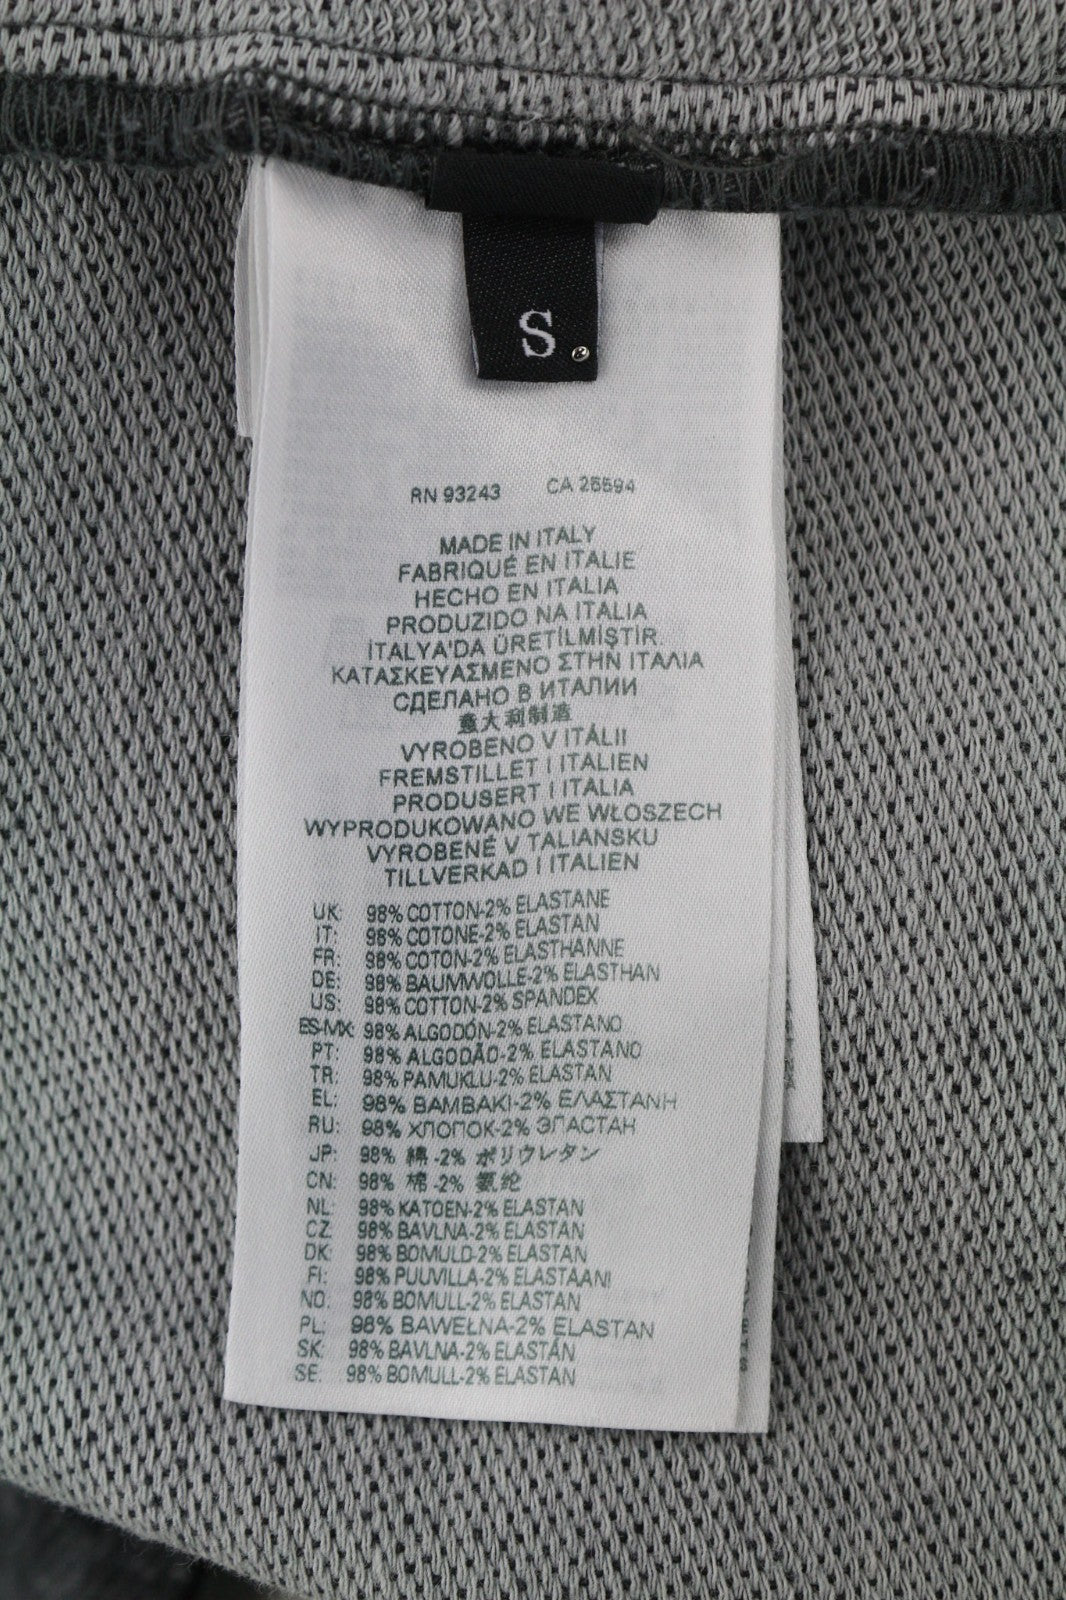 S
RN 93243 CA 25594
MADE IN ITALY
FABRIQUÉ EN ITALIE
HECHO EN ITALIA
PRODUZIDO NA ITALIA
İTALYA'DA ÜRETİLMİŞTİR
ΚΑΤΑΣΚΕΥΑΣΜΕΝΟ ΣΤΗΝ ΙΤΑΛΙΑ
СДЕЛАНО В ИТАЛИИ
意大利制造
VYROBENO V ITÁLII
FREMSTILLET I ITALIEN
PRODUSERT I ITALIA
WYPRODUKOWANO WE WŁOSZECH
VYROBENÉ V TALIANSKU
TILLVERKAD I ITALIEN
UK: 98% COTTON-2% ELASTANE
IT: 98% COTONE-2% ELASTAN
FR: 98% COTON-2% ELASTHANNE
DE: 98% BAUMWOLLE-2% ELASTHAN
US: 98% COTTON-2% SPANDEX
ES-MX: 98% ALGODÓN-2% ELASTANO
PT: 98% ALGODÃO-2% ELASTANO
TR: 98% PAMUKLU-2% ELASTAN
EL: 98% ΒΑΜΒΑΚΙ-2% ΕΛΑΣΤΑΝΗ
RU: 98% ХЛОПОК-2% ЭЛАСТАН
JP: 98% 綿 -2% ポリウレタン
CN: 98% 棉 -2% 氨纶
NL: 98% KATOEN-2% ELASTAN
CZ: 98% BAVLNA-2% ELASTAN
DK: 98% BOMULD-2% ELASTAN
FI: 98% PUUVILLA-2% ELASTAANI
NO: 98% BOMULL-2% ELASTAN
PL: 98% BAWEŁNA-2% ELASTAN
SK: 98% BAVLNA-2% ELASTÁN
SE: 98% BOMULL-2% ELASTAN